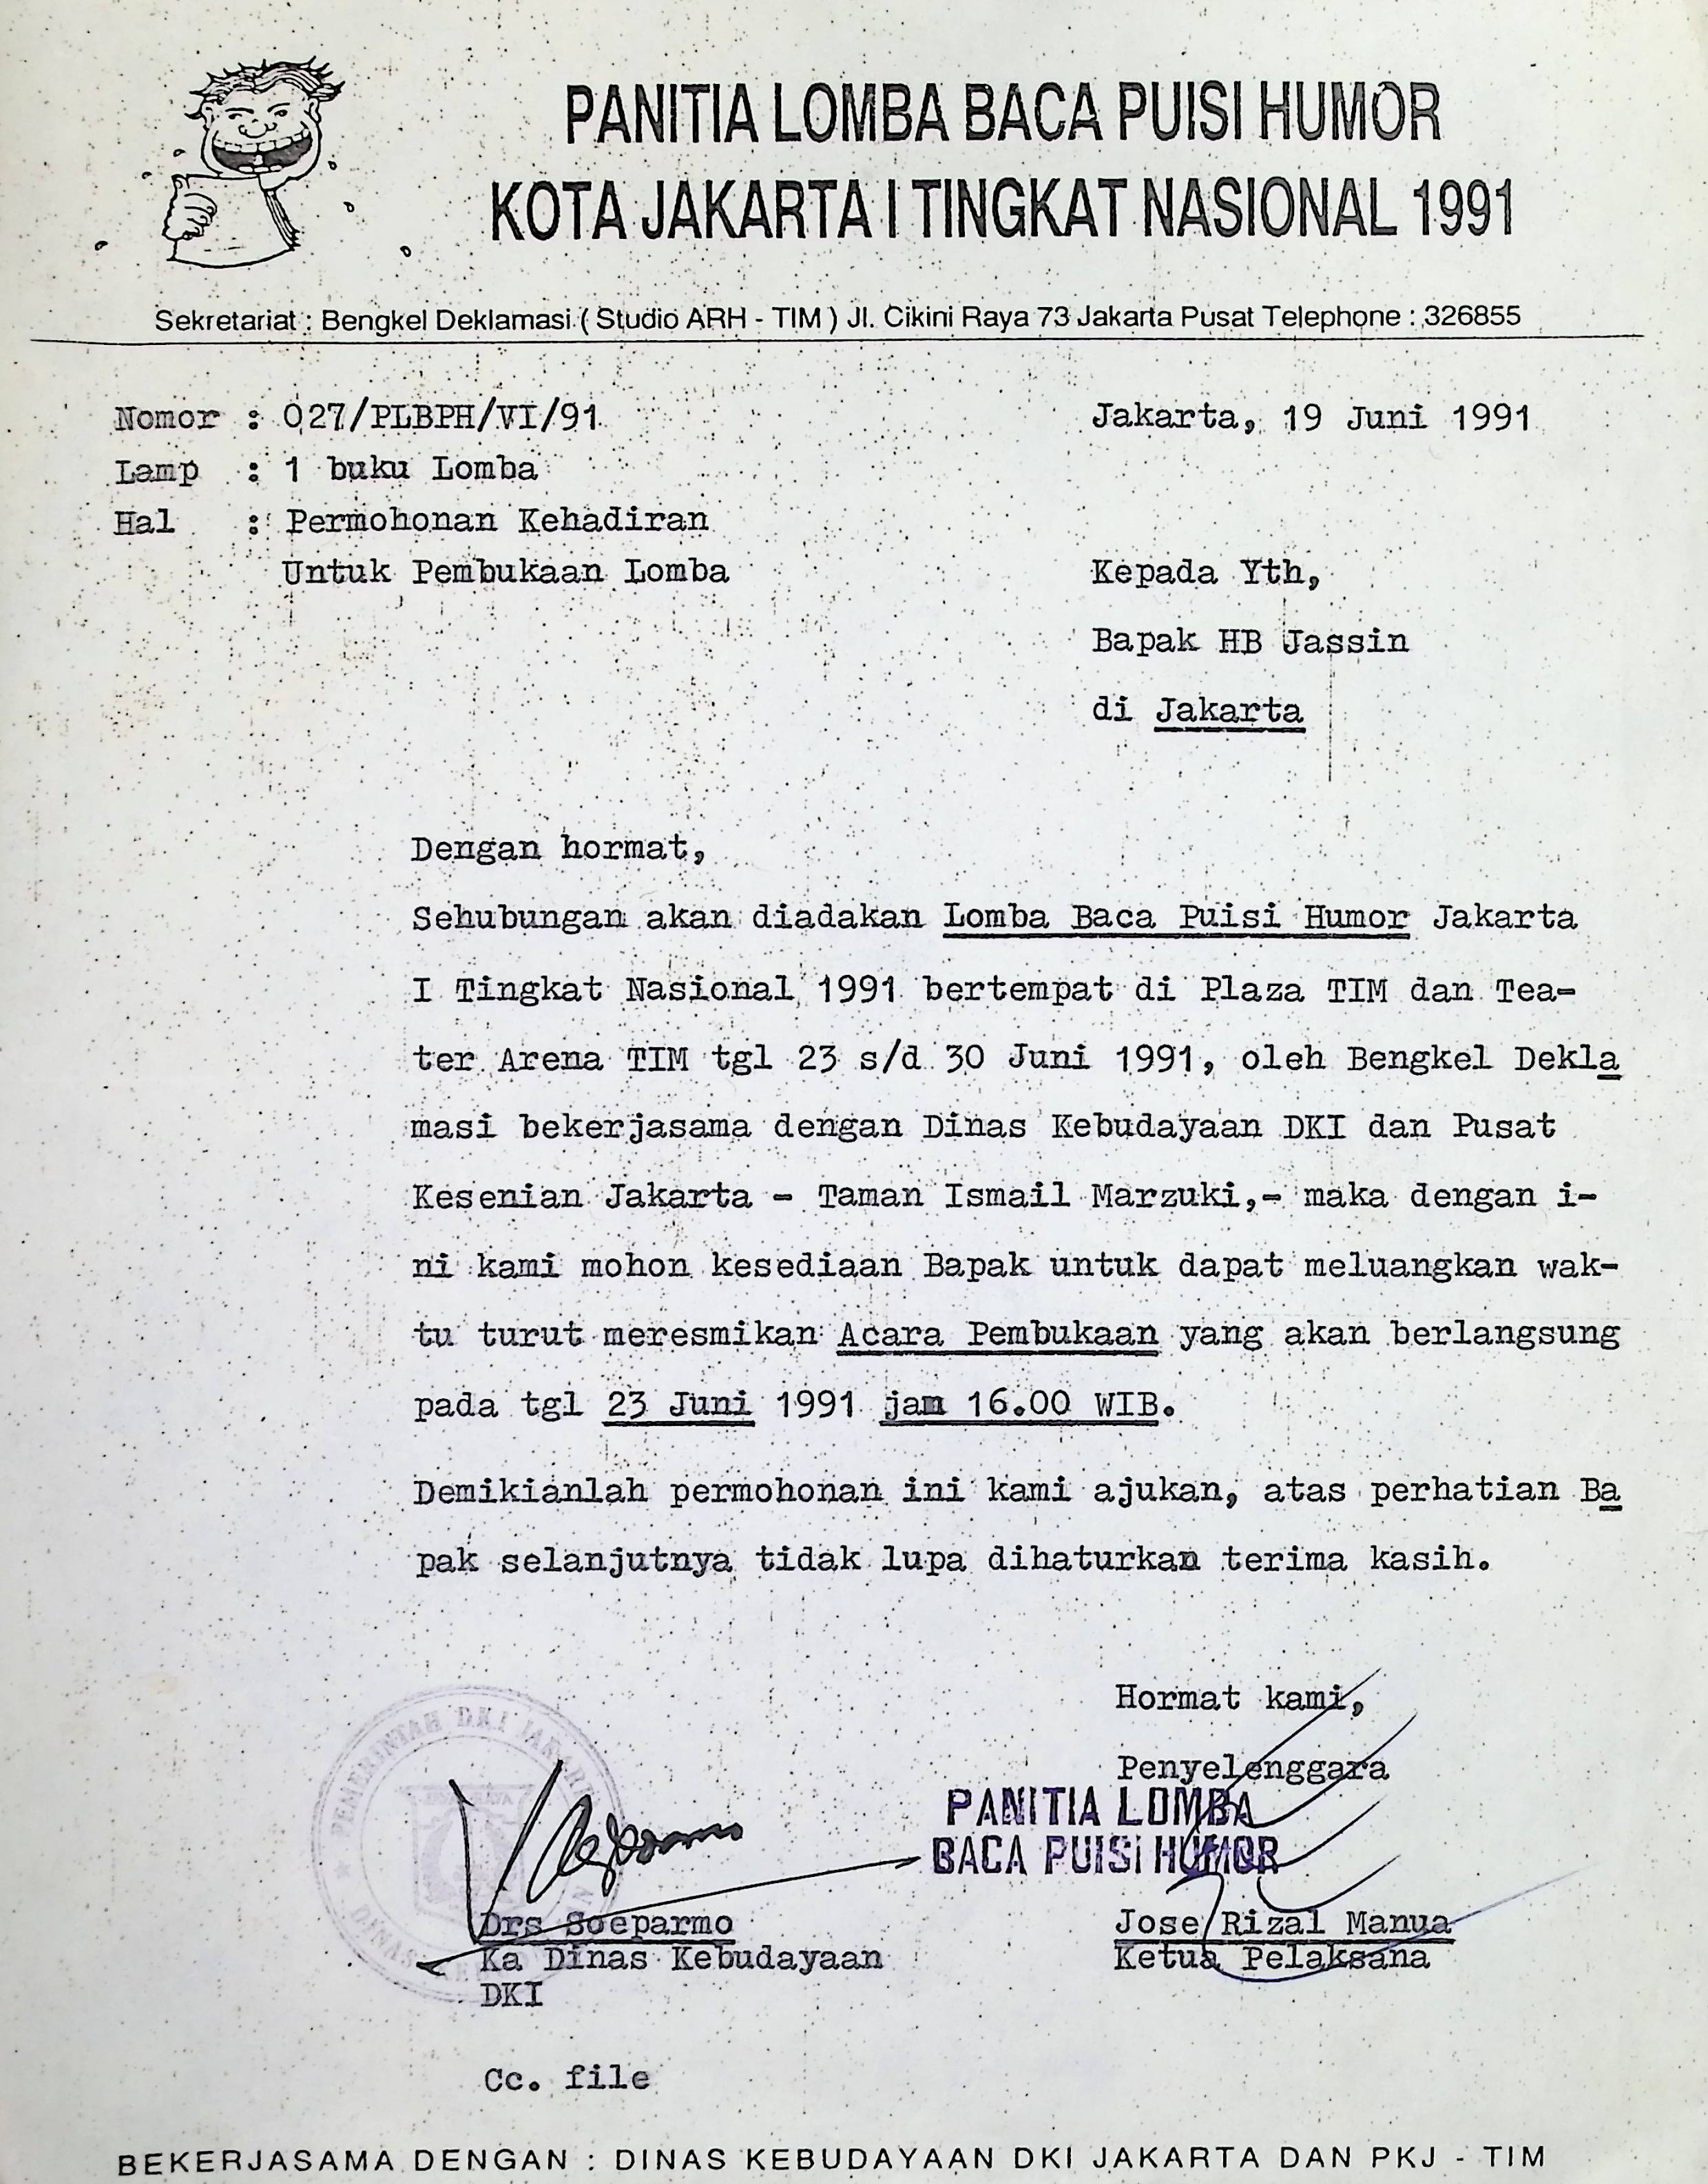 PANITIA LOMBA BACA PUISI HUMOR
KOTA JAKARTA I TINGKAT NASIONAL 1991
Sekretariat : Bengkel Deklamasi ( Studio ARH - TIM ) Jl. Cikini Raya 73 Jakarta Pusat Telephone : 326855
Nomor : 027/PLBPH/VI/91
Jakarta, 19 Juni 1991
Lamp : 1 buku Lomba
Hal : Permohonan Kehadiran
Untuk Pembukaan Lomba
Kepada Yth,
Bapak HB Jassin
di Jakarta
Dengan hormat,
Sehubungan akan diadakan Lomba Baca Puisi Humor Jakarta
I Tingkat Nasional 1991 bertempat di Plaza TIM dan Tea-
ter Arena TIM tgl 23 s/d 30 Juni 1991, oleh Bengkel Dekla
masi bekerjasama dengan Dinas Kebudayaan DKI dan Pusat
Kesenian Jakarta - Taman Ismail Marzuki,- maka dengan i-
ni kami mohon kesediaan Bapak untuk dapat meluangkan wak-
tu turut meresmikan Acara Pembukaan yang akan berlangsung
pada tgl 23 Juni 1991 jam 16.00 WIB.
Demikianlah permohonan ini kami ajukan, atas perhatian Ba
pak selanjutnya tidak lupa dihaturkan terima kasih.
Hormat kami,
Penyelenggara
PANITIA LOMBA
BACA PUISI HUMOR
PEMERINTAH DKI JAKARTA
DINAS
Drs Soeparmo
Ka Dinas Kebudayaan
DKI
Jose Rizal Manua
Ketua Pelaksana
Cc. file
BEKERJASAMA DENGAN : DINAS KEBUDAYAAN DKI JAKARTA DAN PKJ - TIM